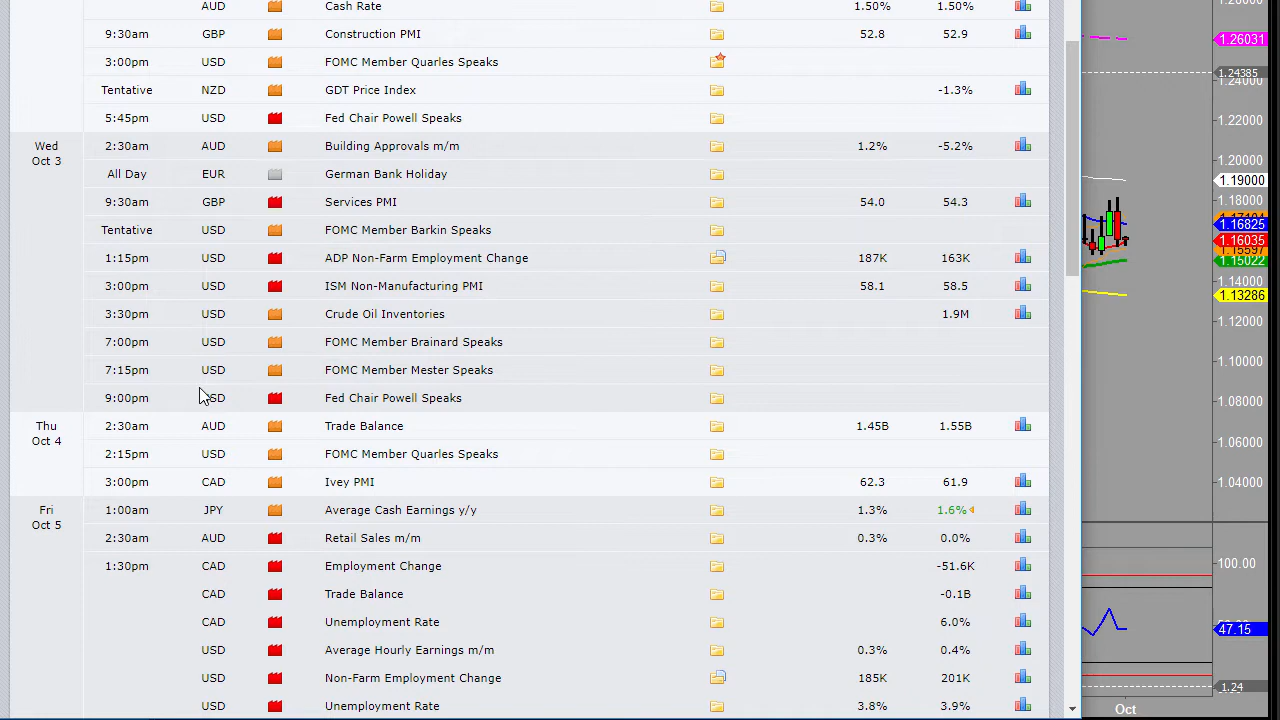 AUD Cash Rate 1.50% 1.50%
9:30am GBP Construction PMI 52.8 52.9
3:00pm USD FOMC Member Quarles Speaks
Tentative NZD GDT Price Index -1.3%
5:45pm USD Fed Chair Powell Speaks
Wed Oct 3 2:30am AUD Building Approvals m/m 1.2% -5.2%
All Day EUR German Bank Holiday
9:30am GBP Services PMI 54.0 54.3
Tentative USD FOMC Member Barkin Speaks
1:15pm USD ADP Non-Farm Employment Change 187K 163K
3:00pm USD ISM Non-Manufacturing PMI 58.1 58.5
3:30pm USD Crude Oil Inventories 1.9M
7:00pm USD FOMC Member Brainard Speaks
7:15pm USD FOMC Member Mester Speaks
9:00pm USD Fed Chair Powell Speaks
Thu Oct 4 2:30am AUD Trade Balance 1.45B 1.55B
2:15pm USD FOMC Member Quarles Speaks
3:00pm CAD Ivey PMI 62.3 61.9
Fri Oct 5 1:00am JPY Average Cash Earnings y/y 1.3% 1.6%
2:30am AUD Retail Sales m/m 0.3% 0.0%
1:30pm CAD Employment Change -51.6K
CAD Trade Balance -0.1B
CAD Unemployment Rate 6.0%
USD Average Hourly Earnings m/m 0.3% 0.4%
USD Non-Farm Employment Change 185K 201K
USD Unemployment Rate 3.8% 3.9%
1.26031
1.24385
1.24000
1.22000
1.20000
1.19000
1.18000
1.16825
1.16035
1.15022
1.14000
1.13286
1.12000
1.10000
1.08000
1.06000
1.04000
100.00
47.15
1.24
Oct